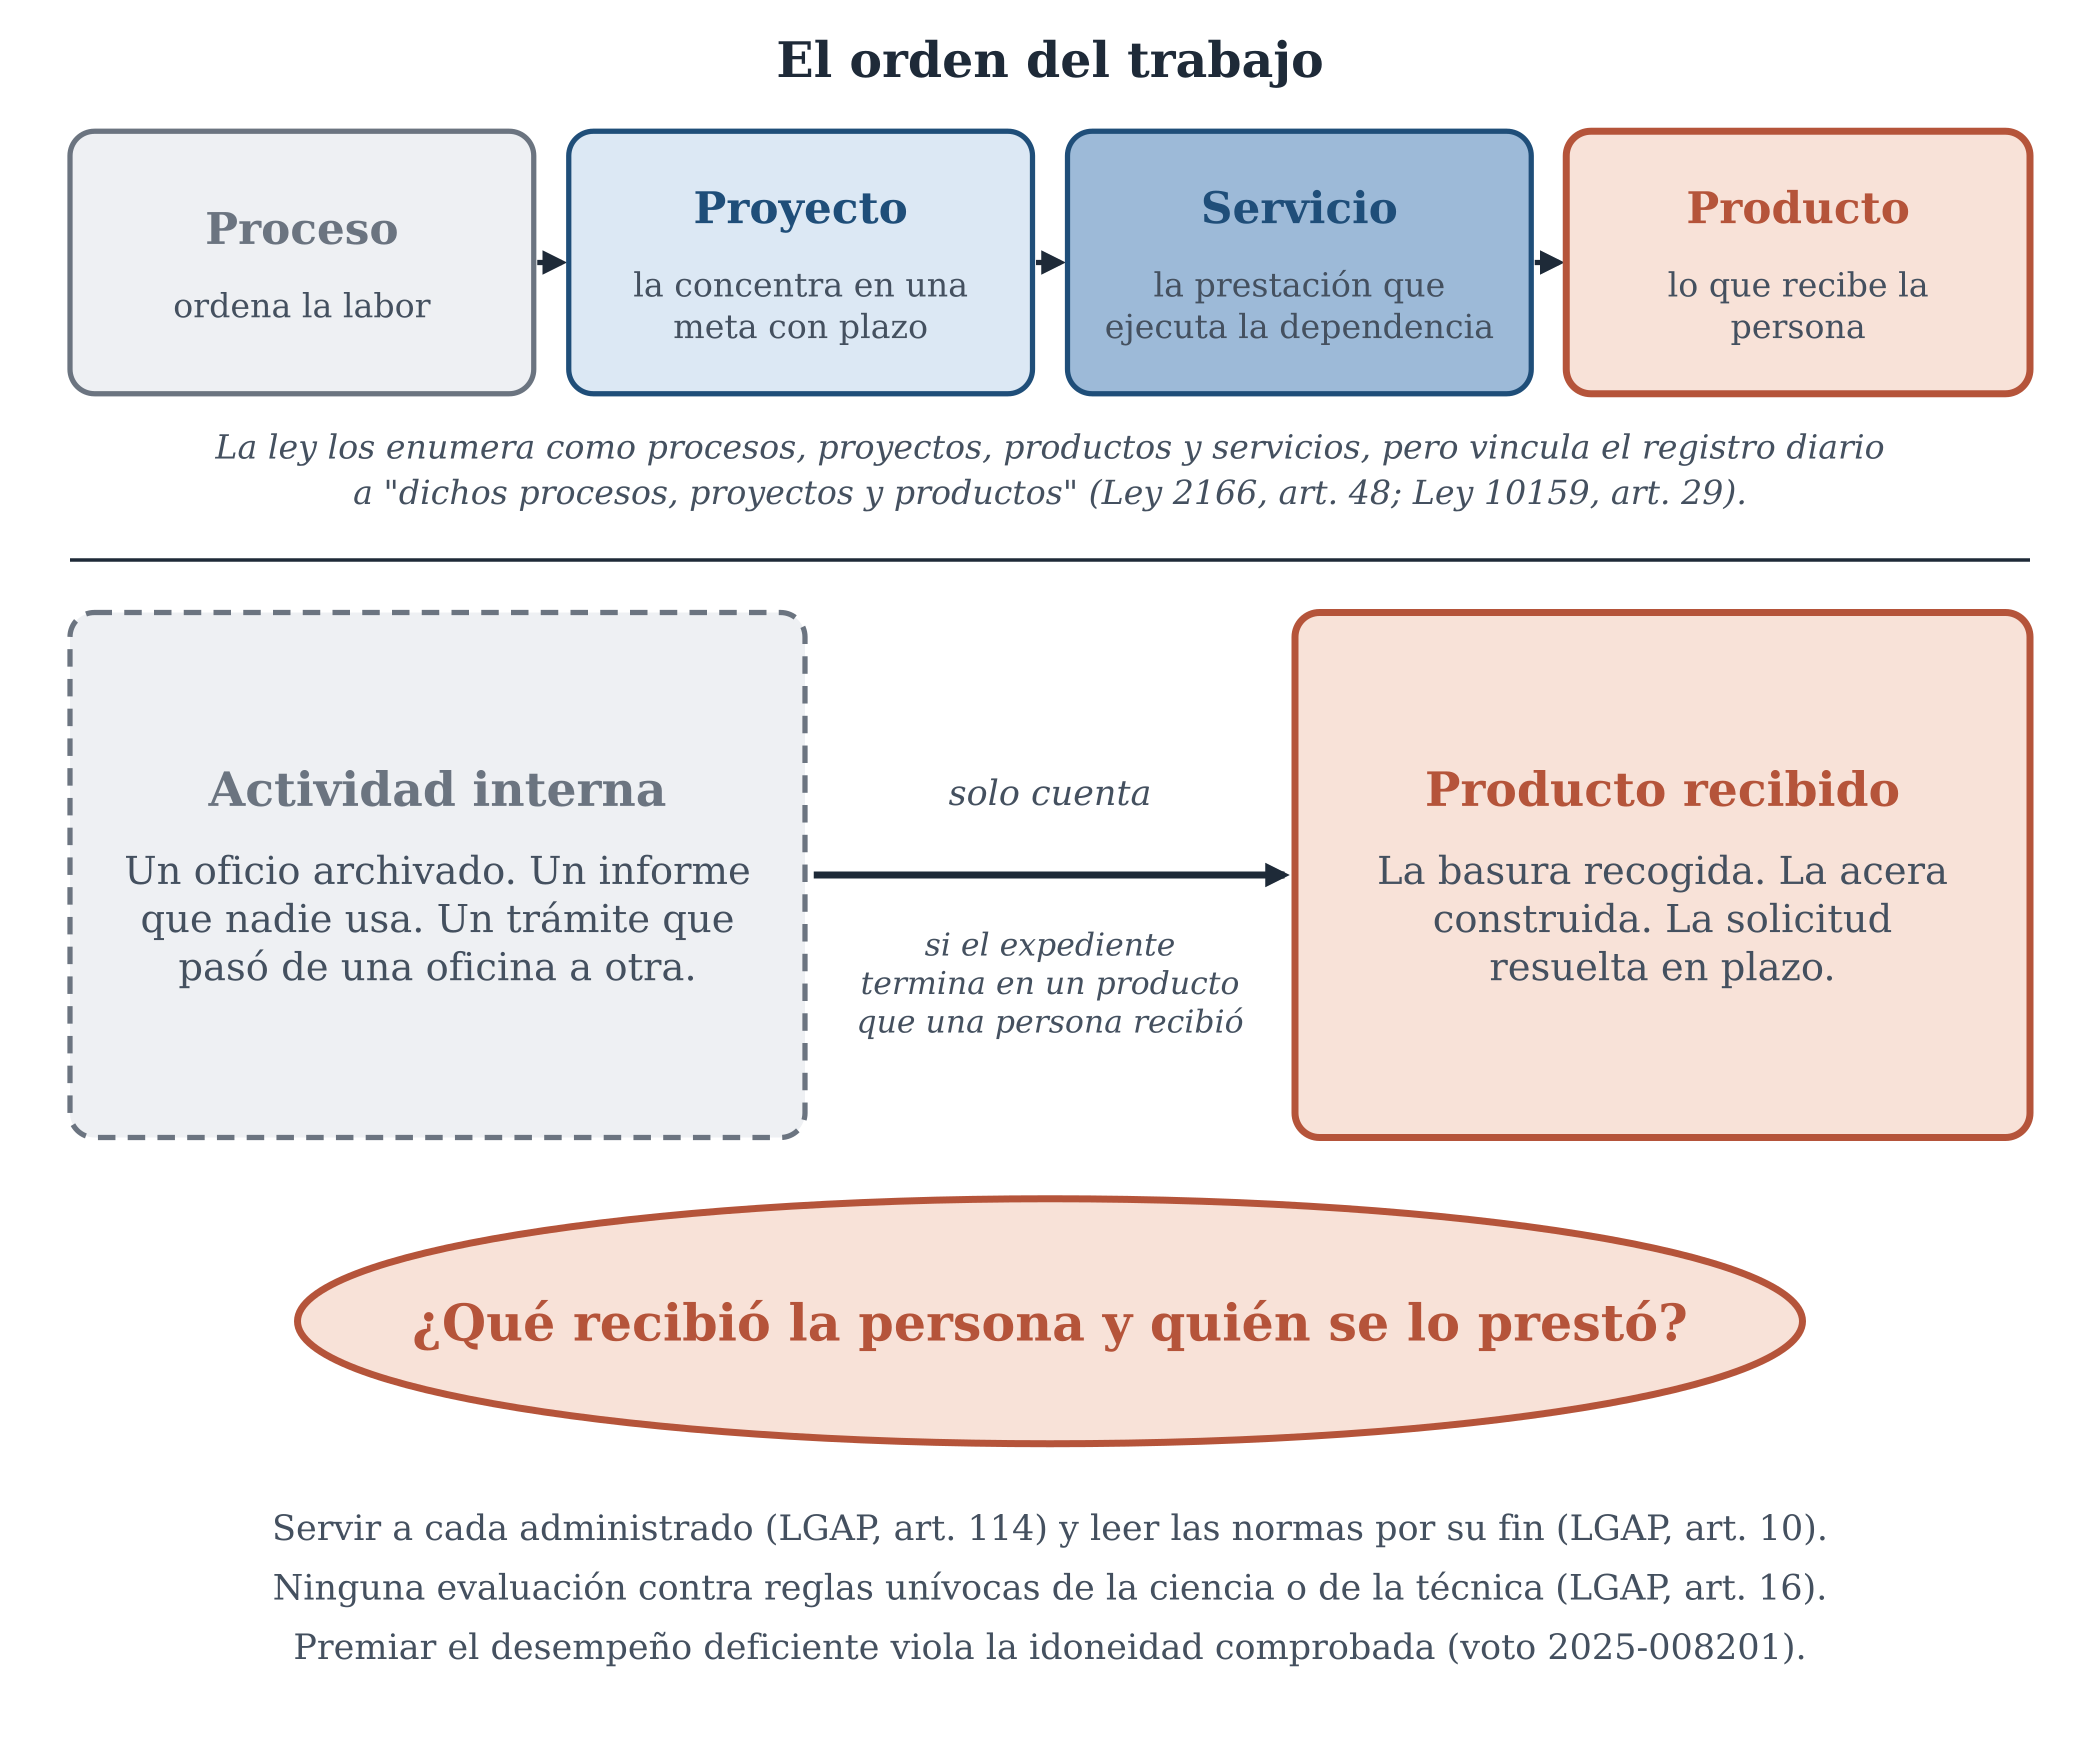 El orden del trabajo
Proceso
ordena la labor
Proyecto
la concentra en una
meta con plazo
Servicio
la prestación que
ejecuta la dependencia
Producto
lo que recibe la
persona
La ley los enumera como procesos, proyectos, productos y servicios, pero vincula el registro diario
a "dichos procesos, proyectos y productos" (Ley 2166, art. 48; Ley 10159, art. 29).
Actividad interna
Un oficio archivado. Un informe
que nadie usa. Un trámite que
pasó de una oficina a otra.
solo cuenta
si el expediente
termina en un producto
que una persona recibió
Producto recibido
La basura recogida. La acera
construida. La solicitud
resuelta en plazo.
¿Qué recibió la persona y quién se lo prestó?
Servir a cada administrado (LGAP, art. 114) y leer las normas por su fin (LGAP, art. 10).
Ninguna evaluación contra reglas unívocas de la ciencia o de la técnica (LGAP, art. 16).
Premiar el desempeño deficiente viola la idoneidad comprobada (voto 2025-008201).